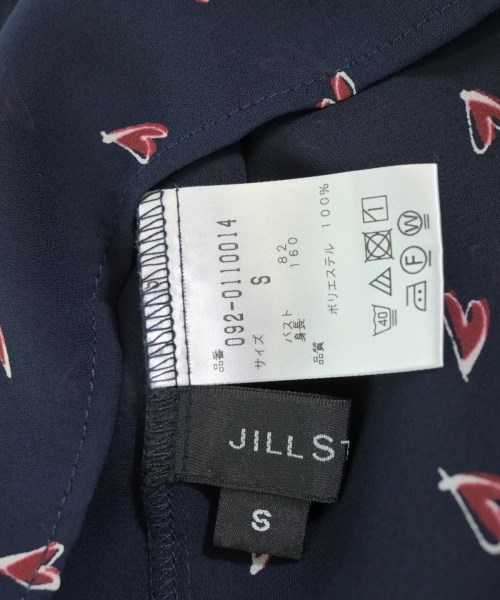 品番 092-0110014
サイズ S
バスト 82
身長 160
品質 ポリエステル 100%
40
F
W
JILL S
S